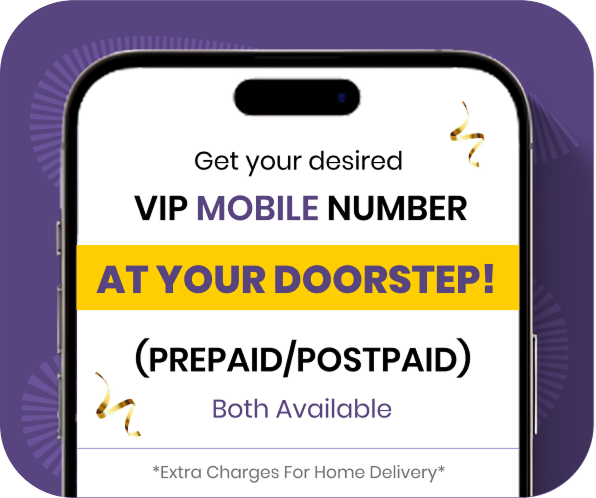 Get your desired
VIP MOBILE NUMBER
AT YOUR DOORSTEP!
(PREPAID/POSTPAID)
Both Available
*Extra Charges For Home Delivery*